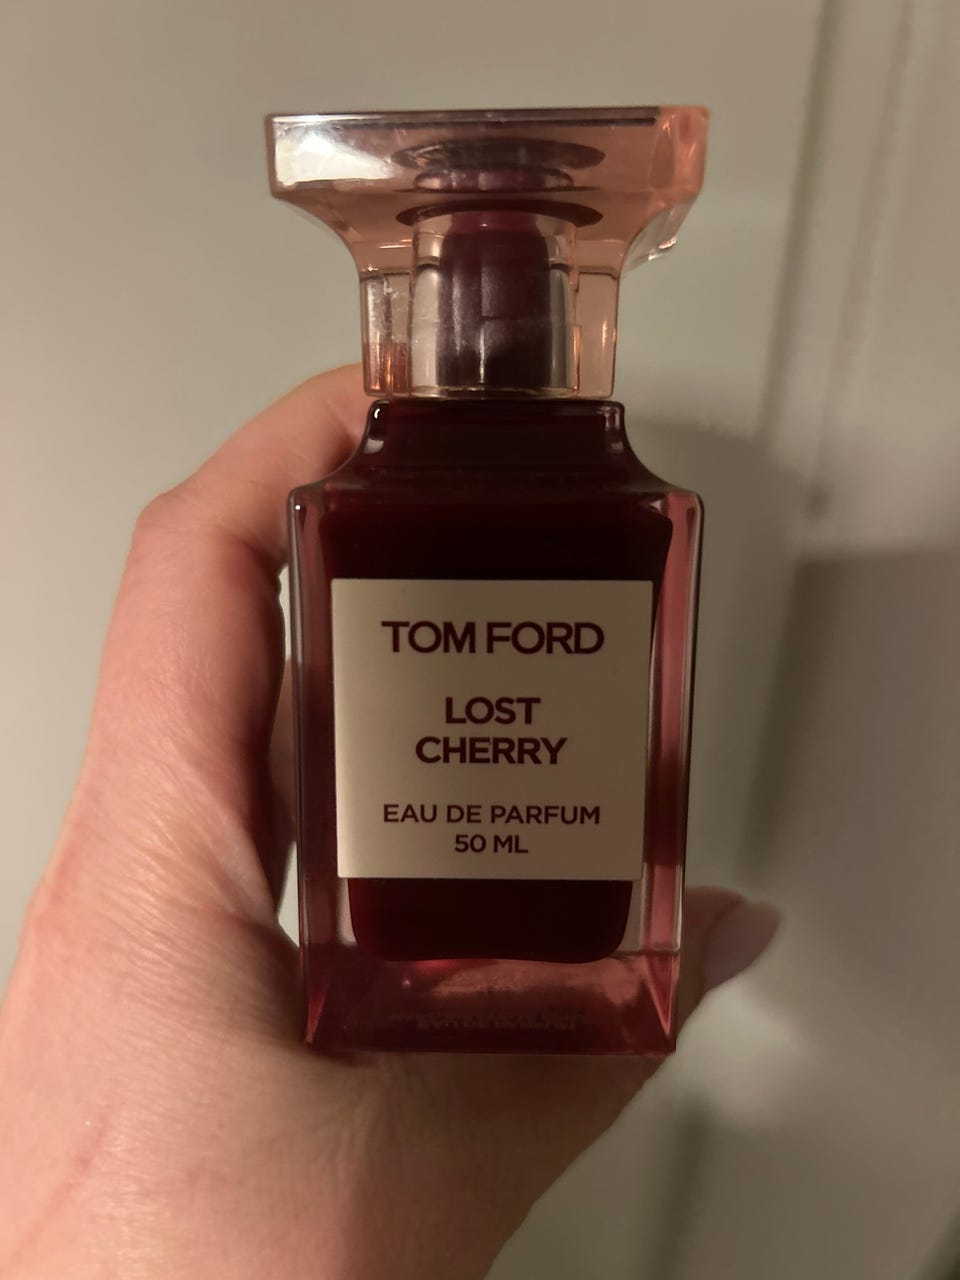 TOM FORD
LOST
CHERRY
EAU DE PARFUM
50 ML